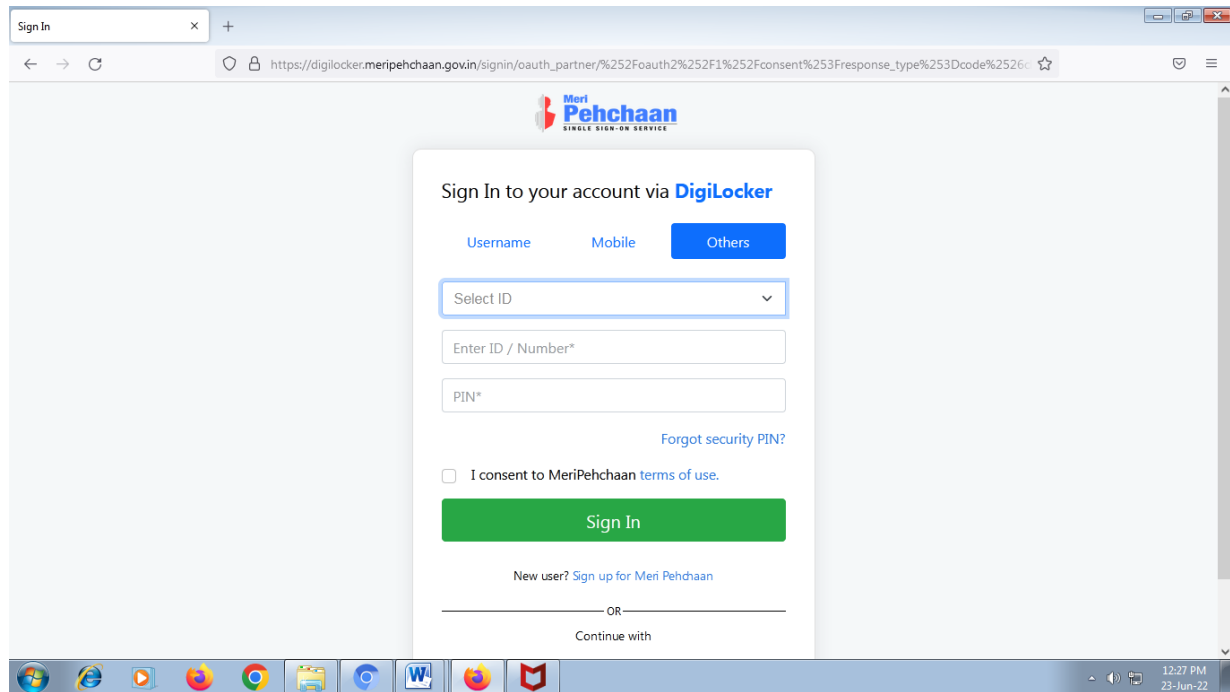 Sign In
https://digilocker.meripehchaan.gov.in/signin/oauth_partner/%252Foauth2%252F1%252Fconsent%253Fresponse_type%253Dcode%2526c
Meri
Pehchaan
SINGLE SIGN-ON SERVICE
Sign In to your account via DigiLocker
Username Mobile Others
Select ID
Enter ID / Number*
PIN*
Forgot security PIN?
I consent to MeriPehchaan terms of use.
Sign In
New user? Sign up for Meri Pehchaan
OR
Continue with
12:27 PM
23-Jun-22